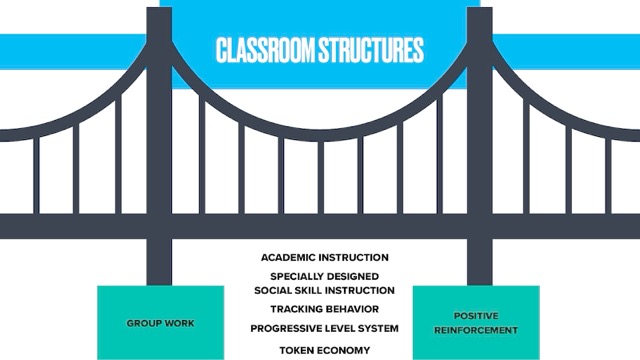 CLASSROOM STRUCTURES
ACADEMIC INSTRUCTION
SPECIALLY DESIGNED
SOCIAL SKILL INSTRUCTION
TRACKING BEHAVIOR
PROGRESSIVE LEVEL SYSTEM
TOKEN ECONOMY
GROUP WORK
POSITIVE
REINFORCEMENT